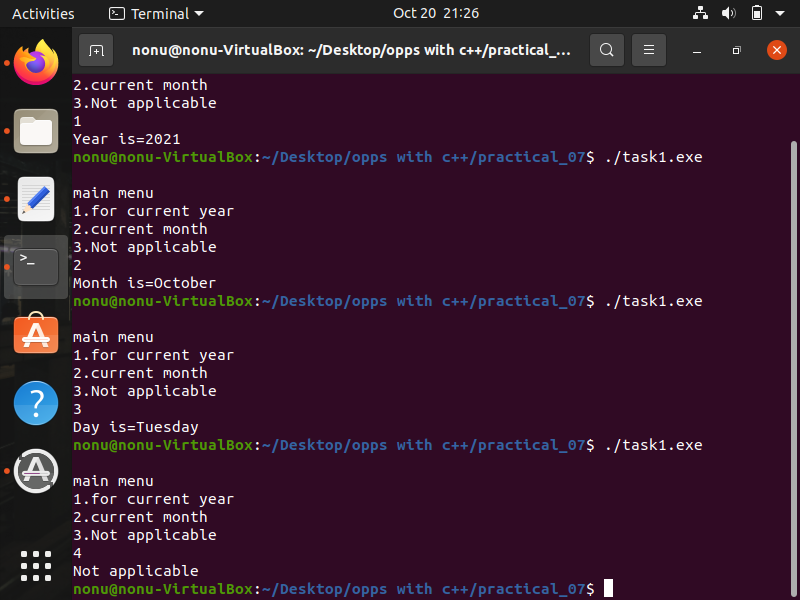 Activities
Terminal
Oct 20 21:26
nonu@nonu-VirtualBox: ~/Desktop/opps with c++/practical_...
2.current month
3.Not applicable
1
Year is=2021
nonu@nonu-VirtualBox:~/Desktop/opps with c++/practical_07$ ./task1.exe
main menu
1.for current year
2.current month
3.Not applicable
2
Month is=October
nonu@nonu-VirtualBox:~/Desktop/opps with c++/practical_07$ ./task1.exe
main menu
1.for current year
2.current month
3.Not applicable
3
Day is=Tuesday
nonu@nonu-VirtualBox:~/Desktop/opps with c++/practical_07$ ./task1.exe
main menu
1.for current year
2.current month
3.Not applicable
4
Not applicable
nonu@nonu-VirtualBox:~/Desktop/opps with c++/practical_07$